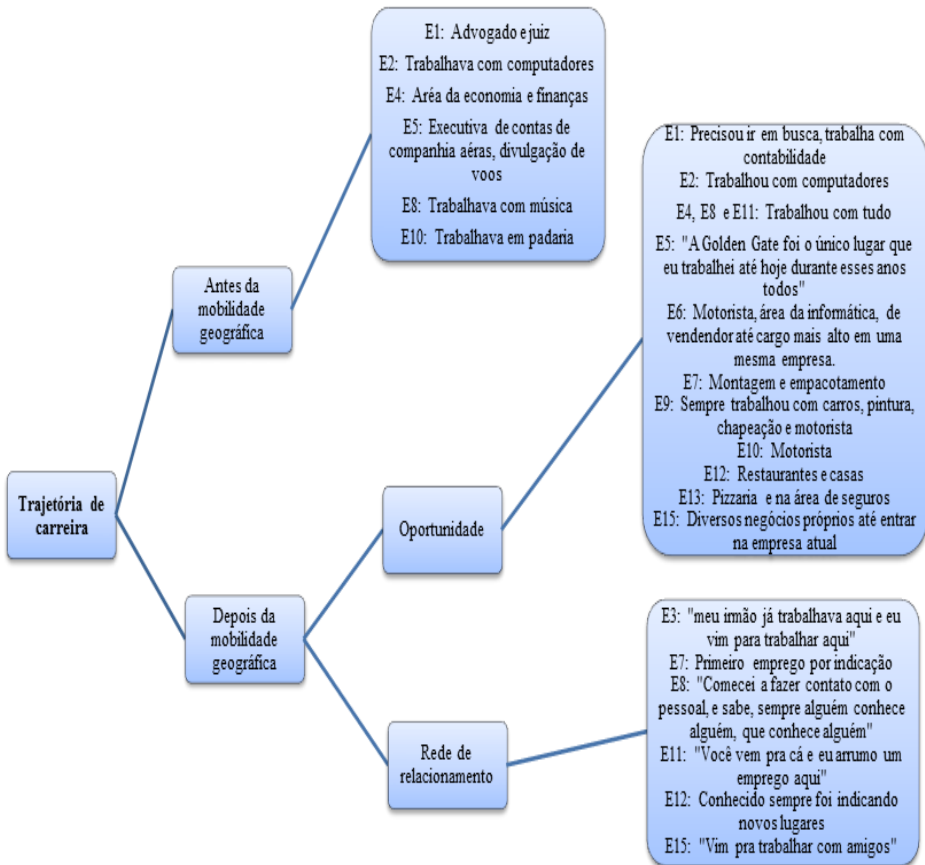 Trajetória de
carreira
Antes da
mobilidade
geográfica
E1: Advogado e juiz
E2: Trabalhava com computadores
E4: Aréa da economia e finanças
E5: Executiva de contas de
companhia aéras, divulgação de
voos
E8: Trabalhava com música
E10: Trabalhava em padaria
Depois da
mobilidade
geográfica
Oportunidade
E1: Precisou ir em busca, trabalha com
contabilidade
E2: Trabalhou com computadores
E4, E8 e E11: Trabalhou com tudo
E5: "A Golden Gate foi o único lugar que
eu trabalhei até hoje durante esses anos
todos"
E6: Motorista, área da informática, de
vendendor até cargo mais alto em uma
mesma empresa.
E7: Montagem e empacotamento
E9: Sempre trabalhou com carros, pintura,
chapeação e motorista
E10: Motorista
E12: Restaurantes e casas
E13: Pizzaria e na área de seguros
E15: Diversos negócios próprios até entrar
na empresa atual
Rede de
relacionamento
E3: "meu irmão já trabalhava aqui e eu
vim para trabalhar aqui"
E7: Primeiro emprego por indicação
E8: "Comecei a fazer contato com o
pessoal, e sabe, sempre alguém conhece
alguém, que conhece alguém"
E11: "Você vem pra cá e eu arrumo um
emprego aqui"
E12: Conhecido sempre foi indicando
novos lugares
E15: "Vim pra trabalhar com amigos"